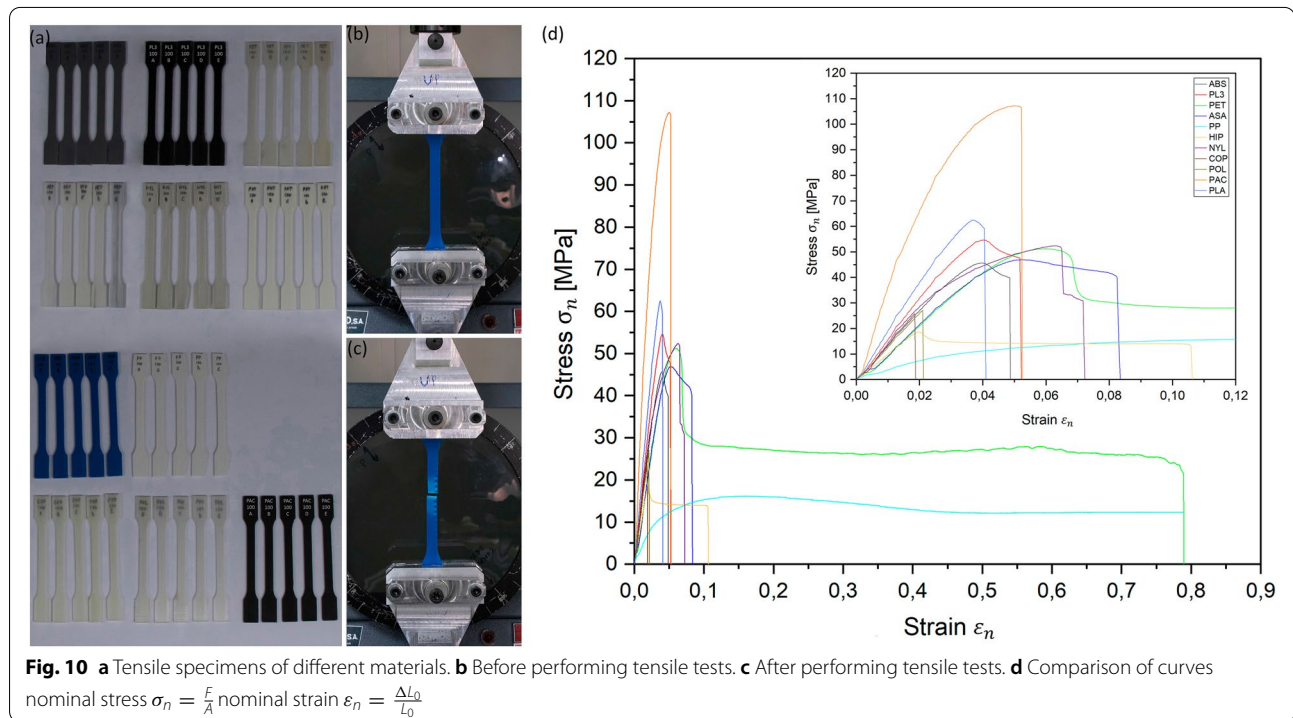 (a)
PL3 PL3 PL3 PL3 PL3
100 100 100 100 100
A B C D E
PAC PAC PAC PAC PAC
100 100 100 100 100
A B C D E
(b)
UP
(c)
UP
(d)
120
110
100
90
80
70
60
50
40
30
20
10
0
Stress σn [MPa]
0,0 0,1 0,2 0,3 0,4 0,5 0,6 0,7 0,8 0,9
Strain εn
120
110
100
90
80
70
60
50
40
30
20
10
0
Stress σn [MPa]
0,00 0,02 0,04 0,06 0,08 0,10 0,12
Strain εn
ABS
PL3
PET
ASA
PP
HIP
NYL
COP
POL
PAC
PLA
Fig. 10 a Tensile specimens of different materials. b Before performing tensile tests. c After performing tensile tests. d Comparison of curves
nominal stress σn = F/A nominal strain εn = ΔL0/L0